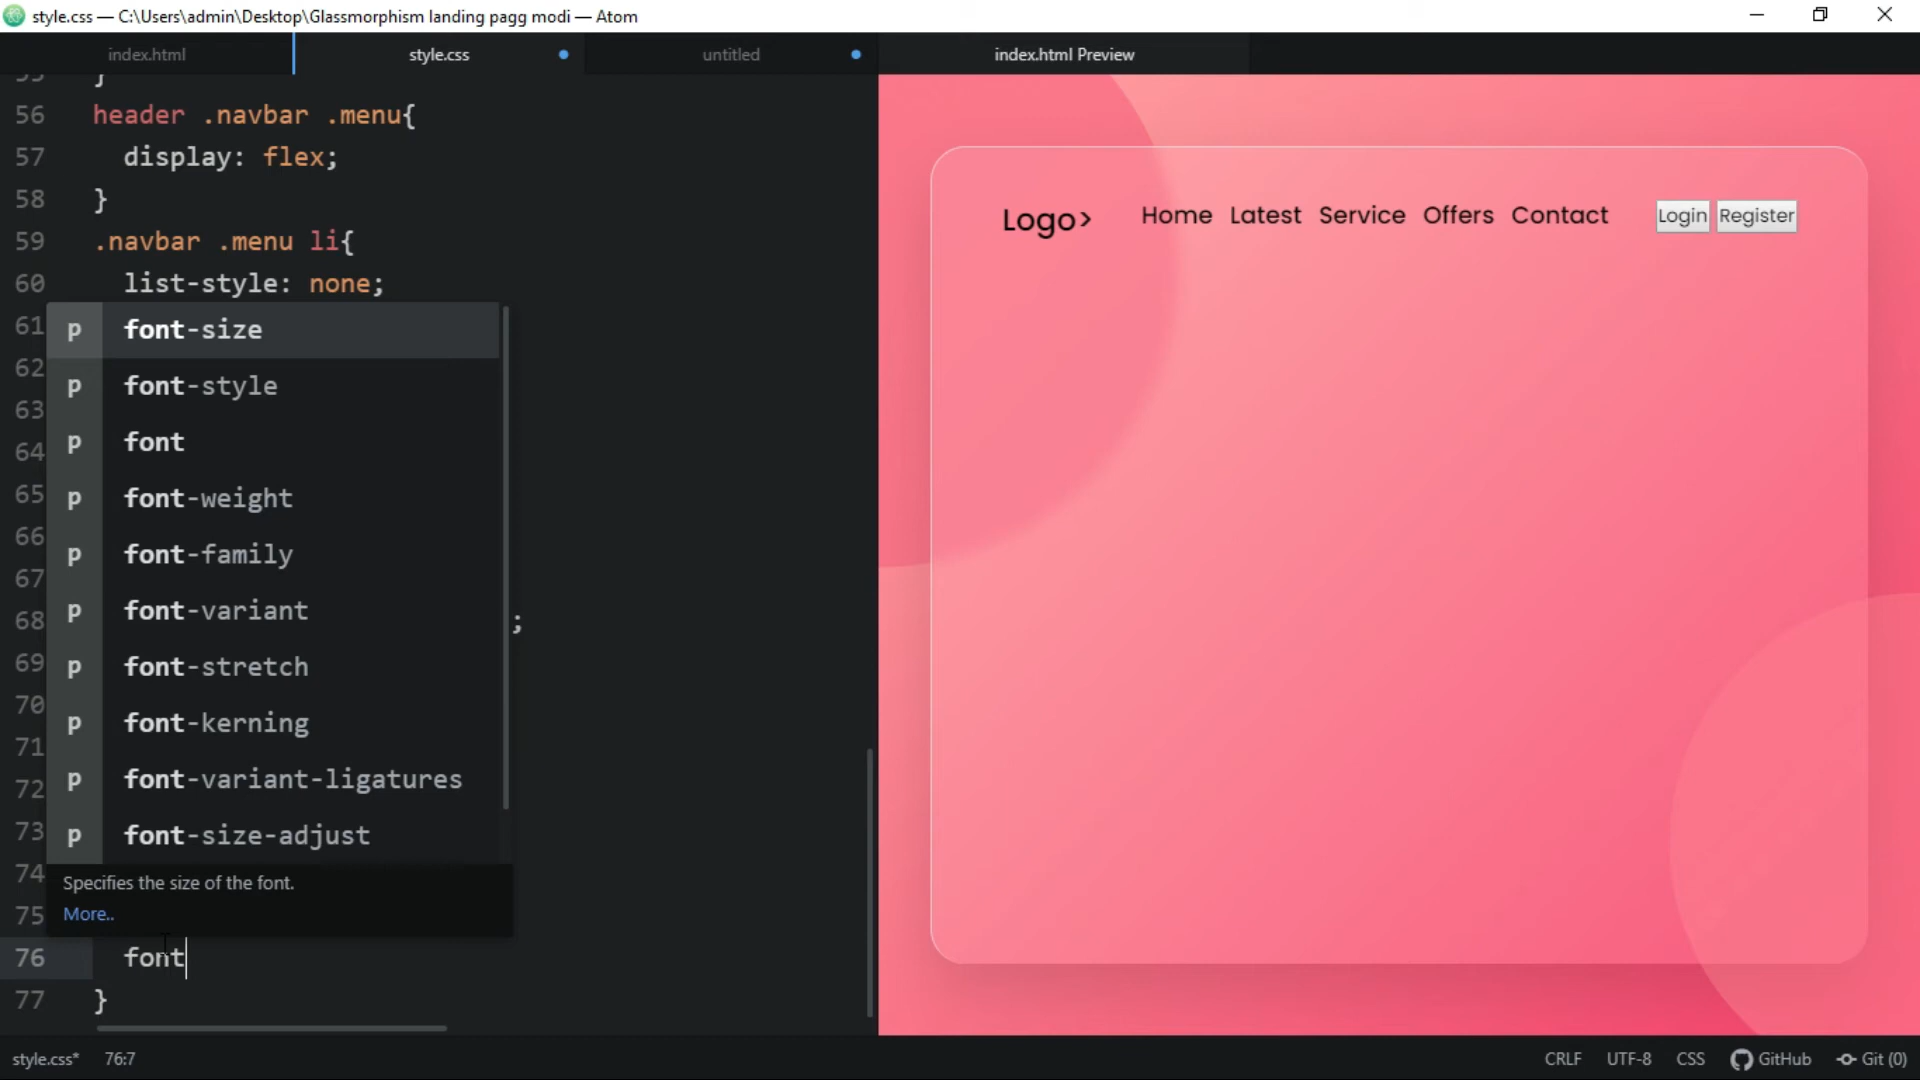 style.css — C:\Users\admin\Desktop\Glassmorphism landing pagg modi — Atom
index.html
style.css
untitled
index.html Preview
55 }
56 header .navbar .menu{
57 display: flex;
58 }
59 .navbar .menu li{
60 list-style: none;
61 p font-size
62 p font-style
63
64 p font
65 p font-weight
66 p font-family
67 p font-variant
68 ;
69 p font-stretch
70 p font-kerning
71
72 p font-variant-ligatures
73 p font-size-adjust
74 Specifies the size of the font.
75 More..
76 font
77 }
Logo> Home Latest Service Offers Contact Login Register
style.css* 76:7 CRLF UTF-8 CSS GitHub Git (0)